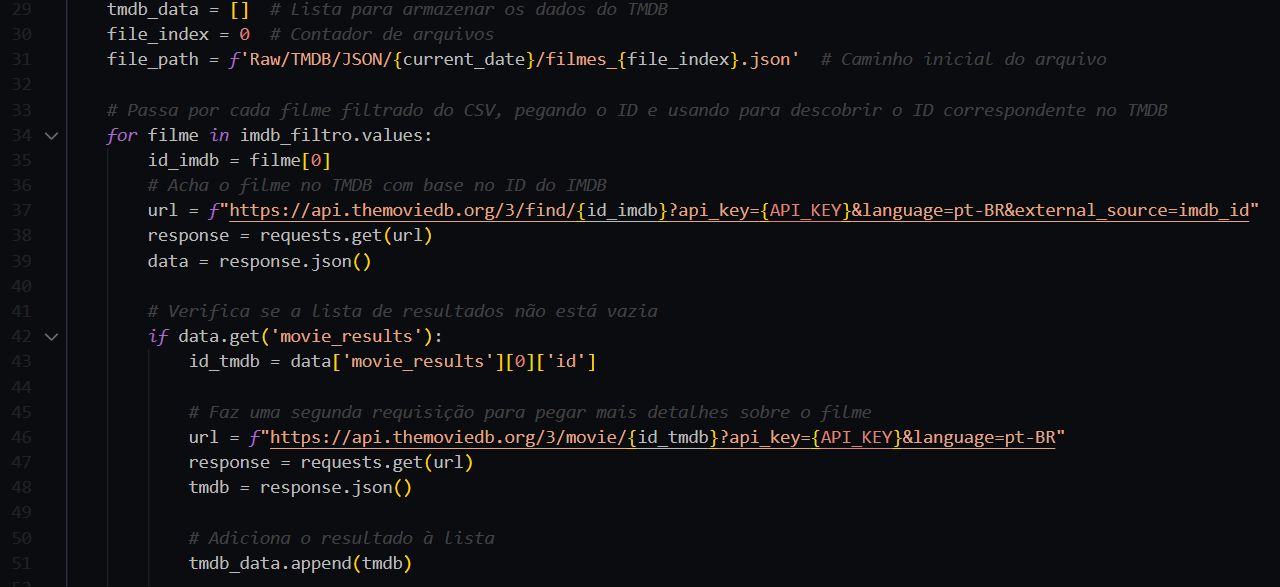 29 tmdb_data = [] # Lista para armazenar os dados do TMDB
30 file_index = 0 # Contador de arquivos
31 file_path = f'Raw/TMDB/JSON/{current_date}/filmes_{file_index}.json' # Caminho inicial do arquivo
32
33 # Passa por cada filme filtrado do CSV, pegando o ID e usando para descobrir o ID correspondente no TMDB
34 for filme in imdb_filtro.values:
35 id_imdb = filme[0]
36 # Acha o filme no TMDB com base no ID do IMDB
37 url = f"https://api.themoviedb.org/3/find/{id_imdb}?api_key={API_KEY}&language=pt-BR&external_source=imdb_id"
38 response = requests.get(url)
39 data = response.json()
40
41 # Verifica se a lista de resultados não está vazia
42 if data.get('movie_results'):
43 id_tmdb = data['movie_results'][0]['id']
44
45 # Faz uma segunda requisição para pegar mais detalhes sobre o filme
46 url = f"https://api.themoviedb.org/3/movie/{id_tmdb}?api_key={API_KEY}&language=pt-BR"
47 response = requests.get(url)
48 tmdb = response.json()
49
50 # Adiciona o resultado à lista
51 tmdb_data.append(tmdb)